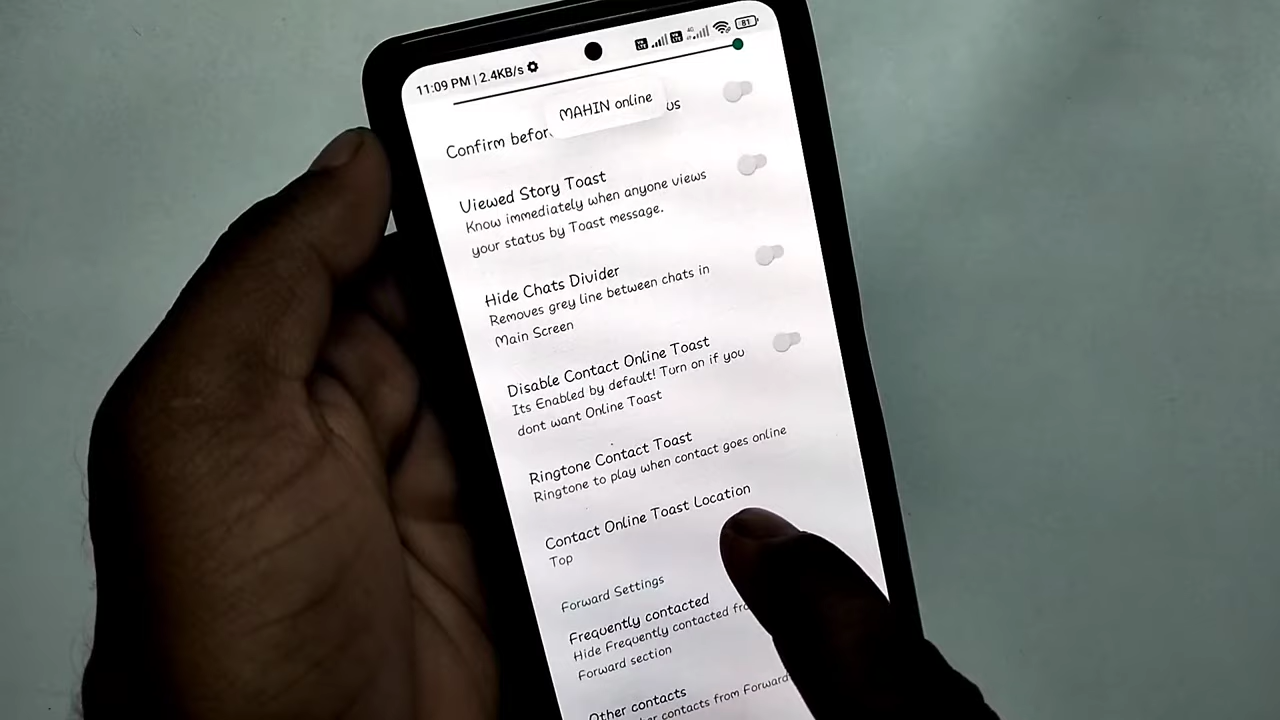 11:09 PM | 2.4KB/s
81
MAHIN online
Confirm before
us
Viewed Story Toast
Know immediately when anyone views
your status by Toast message.
Hide Chats Divider
Removes grey line between chats in
Main Screen
Disable Contact Online Toast
Its Enabled by default! Turn on if you
dont want Online Toast
Ringtone Contact Toast
Ringtone to play when contact goes online
Contact Online Toast Location
Top
Forward Settings
Frequently contacted
Hide Frequently contacted
Forward section
Other contacts
contacts from Forward